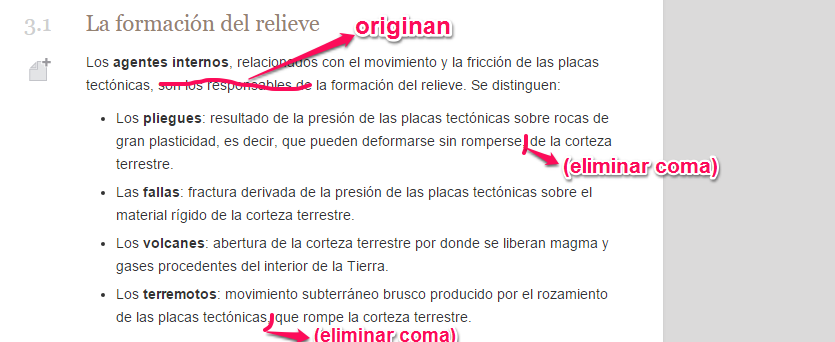 3.1 La formación del relieve
originan
Los agentes internos, relacionados con el movimiento y la fricción de las placas
tectónicas, son los responsables de la formación del relieve. Se distinguen:
• Los pliegues: resultado de la presión de las placas tectónicas sobre rocas de
gran plasticidad, es decir, que pueden deformarse sin romperse, de la corteza
terrestre.
(eliminar coma)
• Las fallas: fractura derivada de la presión de las placas tectónicas sobre el
material rígido de la corteza terrestre.
• Los volcanes: abertura de la corteza terrestre por donde se liberan magma y
gases procedentes del interior de la Tierra.
• Los terremotos: movimiento subterráneo brusco producido por el rozamiento
de las placas tectónicas, que rompe la corteza terrestre.
(eliminar coma)